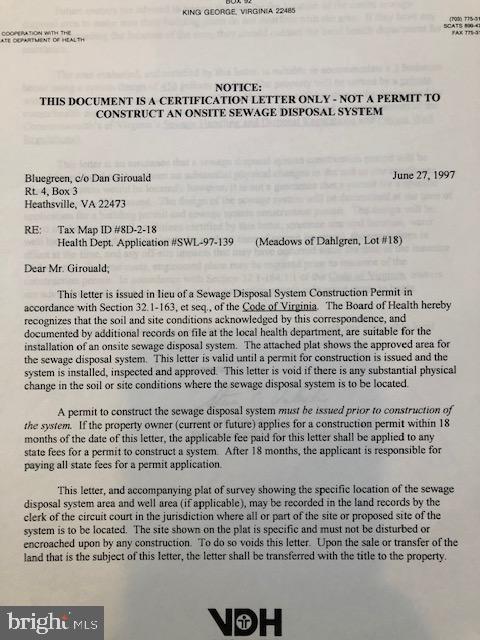 BOX 92
KING GEORGE, VIRGINIA 22485
COOPERATION WITH THE
ATE DEPARTMENT OF HEALTH
(703) 775-31
SCATS 890-47
FAX 775-31
NOTICE:
THIS DOCUMENT IS A CERTIFICATION LETTER ONLY - NOT A PERMIT TO
CONSTRUCT AN ONSITE SEWAGE DISPOSAL SYSTEM
Bluegreen, c/o Dan Girouald
June 27, 1997
Rt. 4, Box 3
Heathsville, VA 22473
RE: Tax Map ID #8D-2-18
Health Dept. Application #SWL-97-139 (Meadows of Dahlgren, Lot #18)
Dear Mr. Girouald;
This letter is issued in lieu of a Sewage Disposal System Construction Permit in
accordance with Section 32.1-163, et seq., of the Code of Virginia. The Board of Health hereby
recognizes that the soil and site conditions acknowledged by this correspondence, and
documented by additional records on file at the local health department, are suitable for the
installation of an onsite sewage disposal system. The attached plat shows the approved area for
the sewage disposal system. This letter is valid until a permit for construction is issued and the
system is installed, inspected and approved. This letter is void if there is any substantial physical
change in the soil or site conditions where the sewage disposal system is to be located.
A permit to construct the sewage disposal system must be issued prior to construction of
the system. If the property owner (current or future) applies for a construction permit within 18
months of the date of this letter, the applicable fee paid for this letter shall be applied to any
state fees for a permit to construct a system. After 18 months, the applicant is responsible for
paying all state fees for a permit application.
This letter, and accompanying plat of survey showing the specific location of the sewage
disposal system area and well area (if applicable), may be recorded in the land records by the
clerk of the circuit court in the jurisdiction where all or part of the site or proposed site of the
system is to be located. The site shown on the plat is specific and must not be disturbed or
encroached upon by any construction. To do so voids this letter. Upon the sale or transfer of the
land that is the subject of this letter, the letter shall be transferred with the title to the property.
bright MLS
VDH